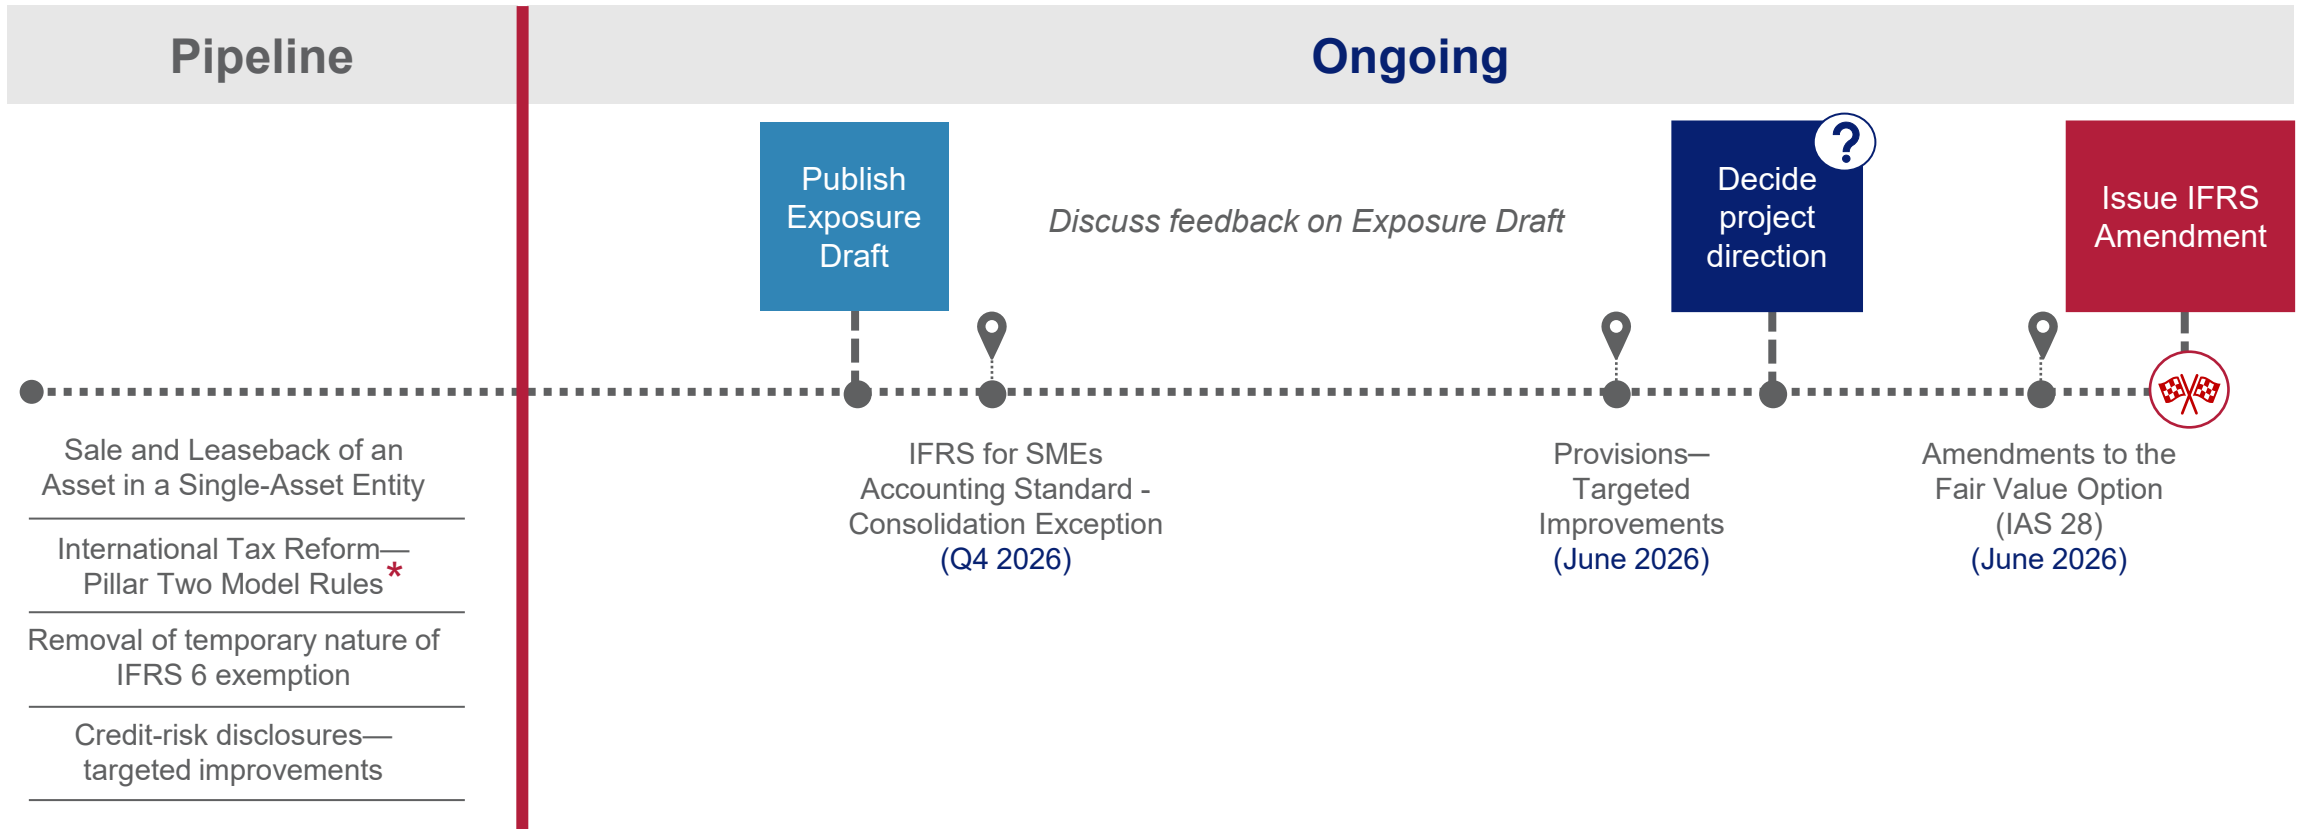 Pipeline
Ongoing
Publish
Exposure
Draft
Discuss feedback on Exposure Draft
Decide
project
direction
?
Issue IFRS
Amendment
Sale and Leaseback of an
Asset in a Single-Asset Entity
International Tax Reform—
Pillar Two Model Rules*
Removal of temporary nature of
IFRS 6 exemption
Credit-risk disclosures—
targeted improvements
IFRS for SMEs
Accounting Standard -
Consolidation Exception
(Q4 2026)
Provisions—
Targeted
Improvements
(June 2026)
Amendments to the
Fair Value Option
(IAS 28)
(June 2026)